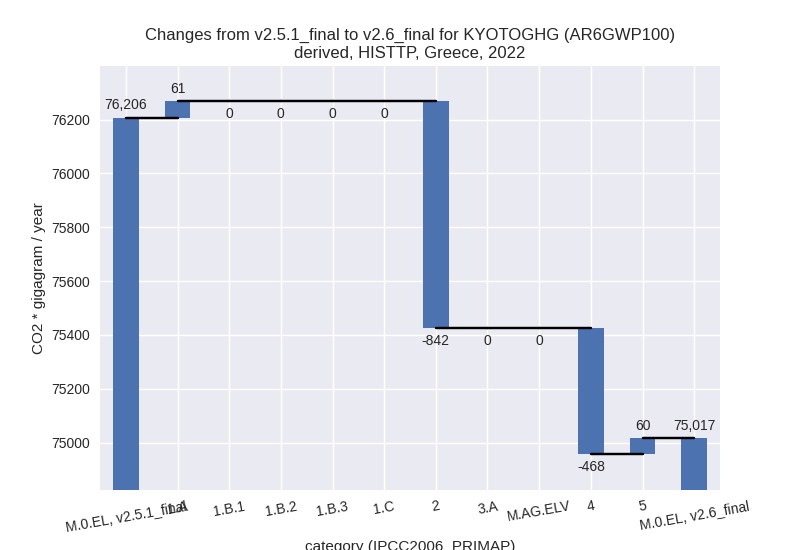 Changes from v2.5.1_final to v2.6_final for KYOTOGHG (AR6GWP100)
derived, HISTTP, Greece, 2022
CO2 * gigagram / year
76200
76000
75800
75600
75400
75200
75000
76,206
61
0
0
0
0
-842
0
0
-468
60
75,017
M.0.EL, v2.5.1_final
1.A
1.B.1
1.B.2
1.B.3
1.C
2
3.A
M.AG.ELV
4
5
M.0.EL, v2.6_final
category (IPCC2006_PRIMAP)